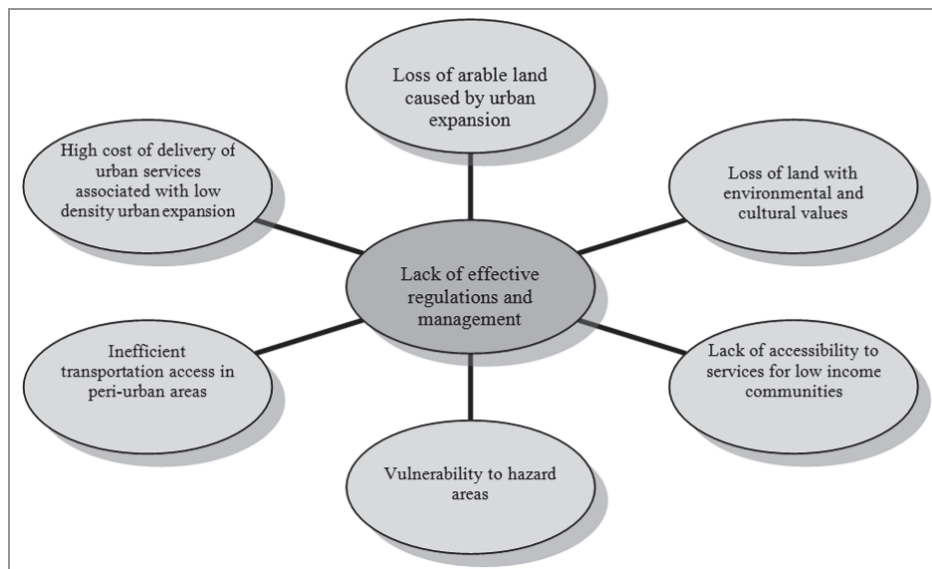 Loss of arable land
caused by urban
expansion
High cost of delivery of
urban services
associated with low
density urban expansion
Loss of land with
environmental and
cultural values
Lack of effective
regulations and
management
Inefficient
transportation access in
peri-urban areas
Lack of accessibility to
services for low income
communities
Vulnerability to hazard
areas